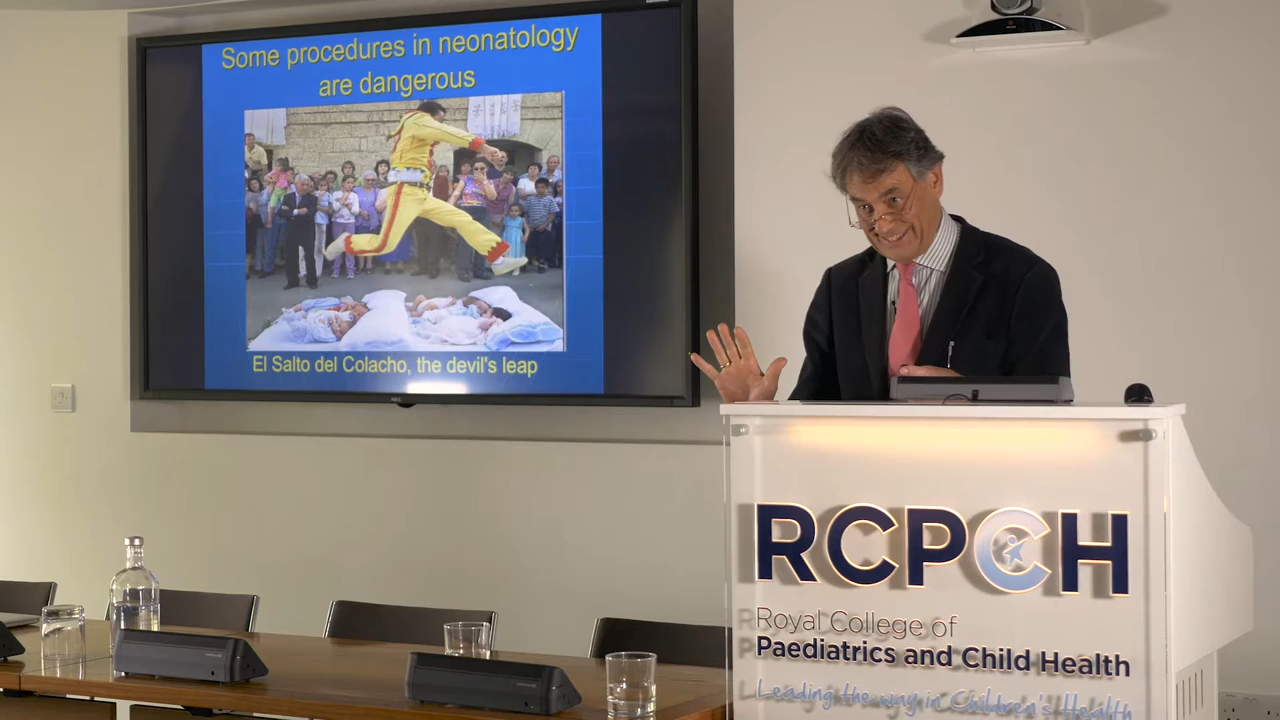 Some procedures in neonatology
are dangerous
El Salto del Colacho, the devil's leap
NEC
RCPCH
Royal College of
Paediatrics and Child Health
Leading the way in Children's Health